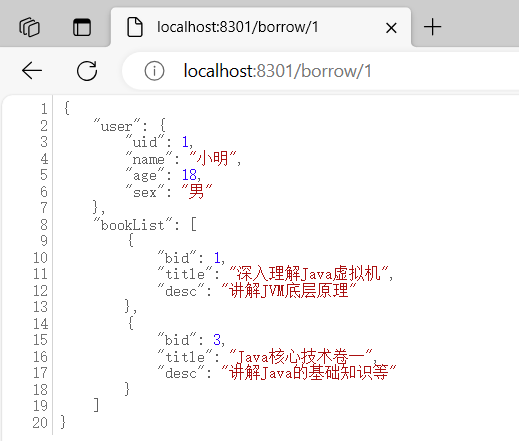 localhost:8301/borrow/1
localhost:8301/borrow/1
1 {
2     "user": {
3         "uid": 1,
4         "name": "小明",
5         "age": 18,
6         "sex": "男"
7     },
8     "bookList": [
9         {
10             "bid": 1,
11             "title": "深入理解Java虚拟机",
12             "desc": "讲解JVM底层原理"
13         },
14         {
15             "bid": 3,
16             "title": "Java核心技术卷一",
17             "desc": "讲解Java的基础知识等"
18         }
19     ]
20 }